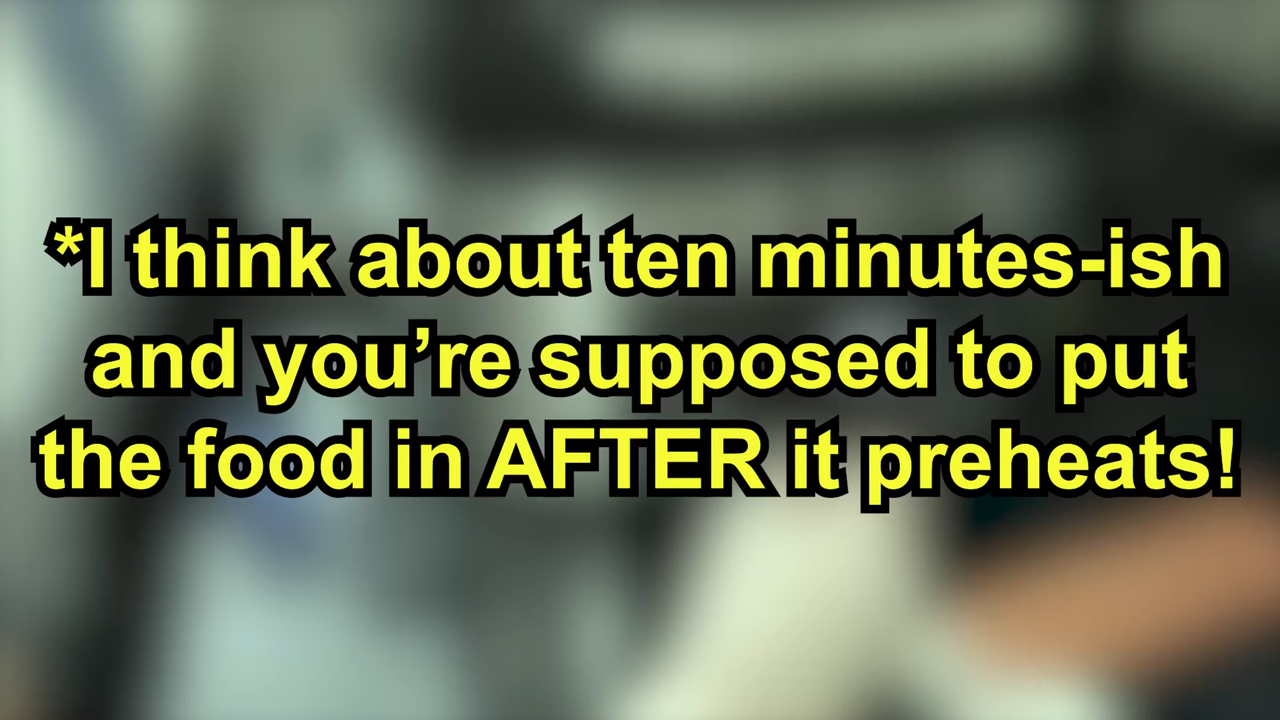 *I think about ten minutes-ish
and you’re supposed to put
the food in AFTER it preheats!